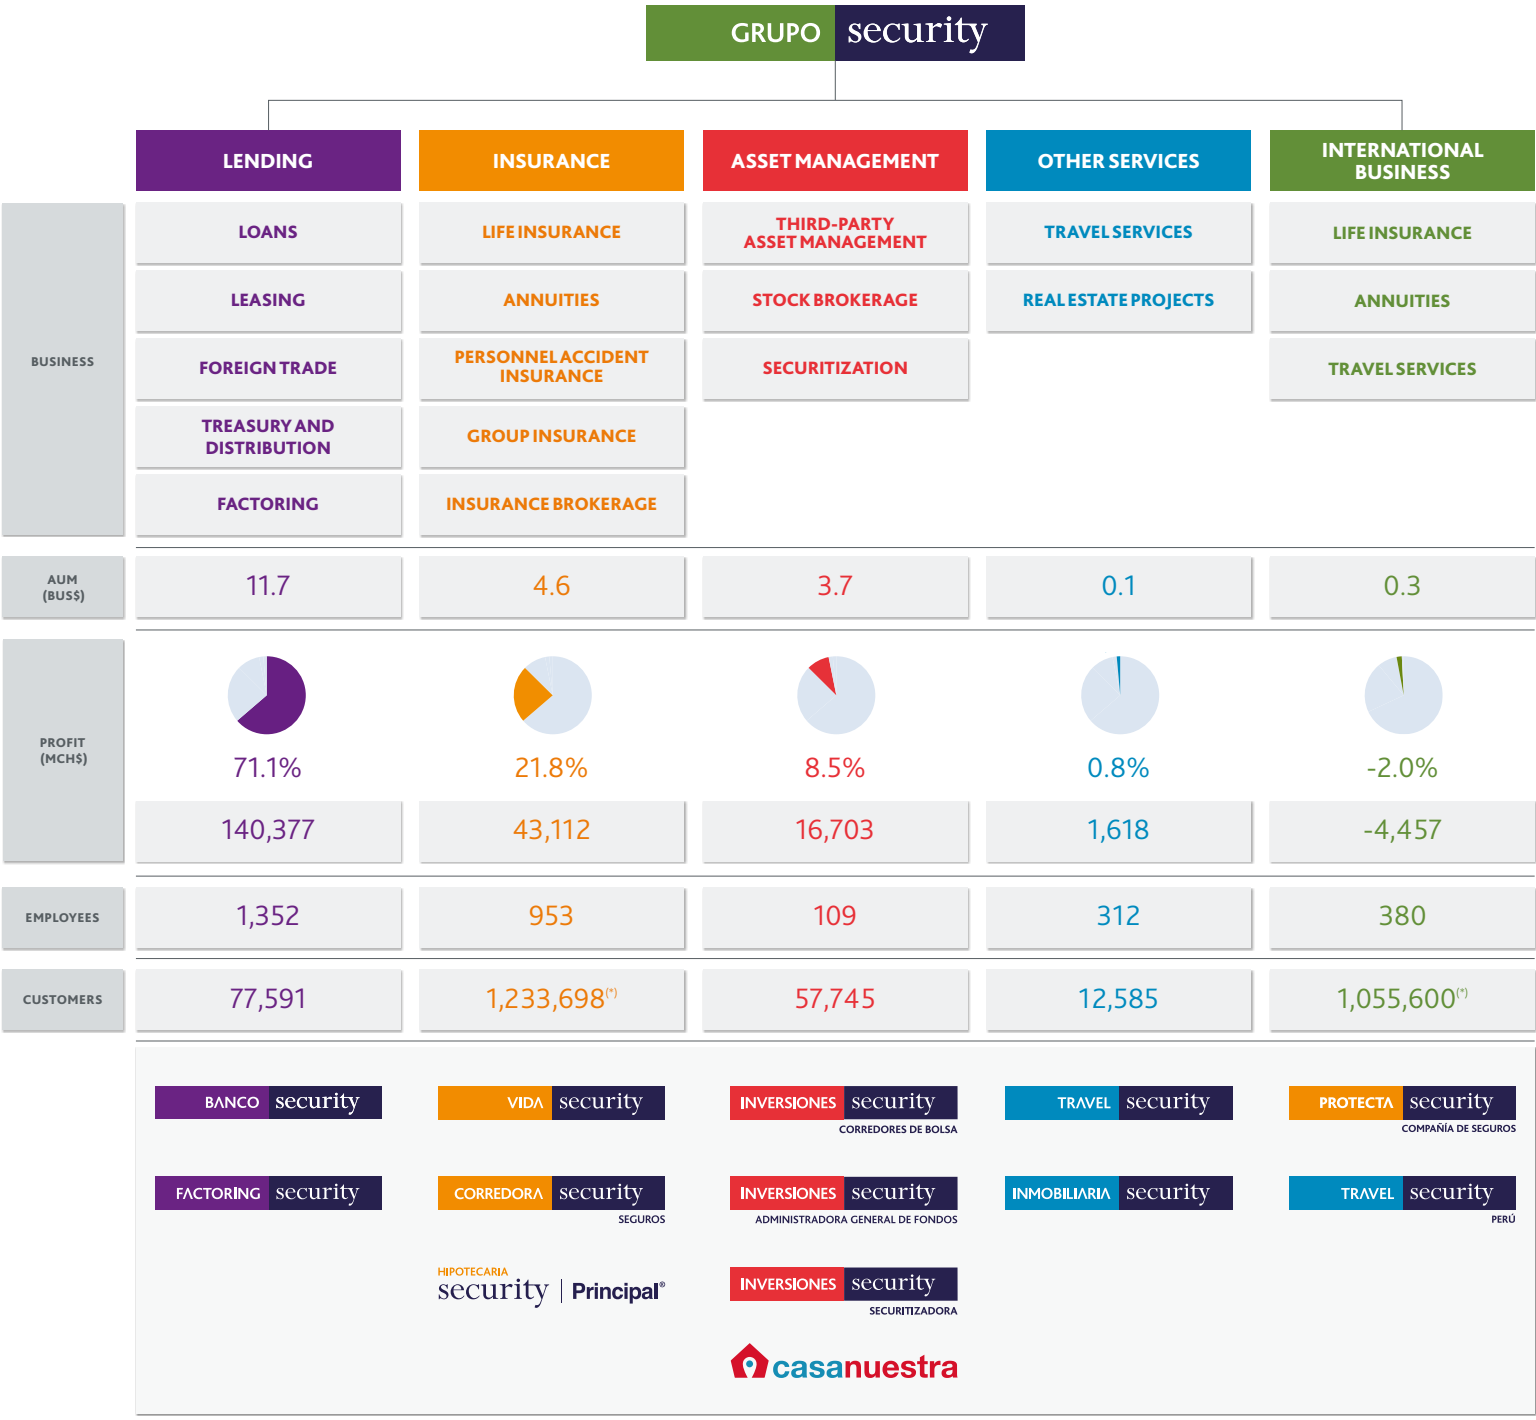 GRUPO security
LENDING
INSURANCE
ASSET MANAGEMENT
OTHER SERVICES
INTERNATIONAL
BUSINESS
BUSINESS
LOANS
LIFE INSURANCE
THIRD-PARTY
ASSET MANAGEMENT
TRAVEL SERVICES
LIFE INSURANCE
LEASING
ANNUITIES
STOCK BROKERAGE
REAL ESTATE PROJECTS
ANNUITIES
FOREIGN TRADE
PERSONNEL ACCIDENT
INSURANCE
SECURITIZATION
TRAVEL SERVICES
TREASURY AND
DISTRIBUTION
GROUP INSURANCE
FACTORING
INSURANCE BROKERAGE
AUM
(BUS$)
11.7
4.6
3.7
0.1
0.3
PROFIT
(MCH$)
71.1%
21.8%
8.5%
0.8%
-2.0%
140,377
43,112
16,703
1,618
-4,457
EMPLOYEES
1,352
953
109
312
380
CUSTOMERS
77,591
1,233,698(*)
57,745
12,585
1,055,600(*)
BANCO security
VIDA security
INVERSIONES security
CORREDORES DE BOLSA
TRAVEL security
PROTECTA security
COMPAÑÍA DE SEGUROS
FACTORING security
CORREDORA security
SEGUROS
INVERSIONES security
ADMINISTRADORA GENERAL DE FONDOS
INMOBILIARIA security
TRAVEL security
PERÚ
HIPOTECARIA
security | Principal®
INVERSIONES security
SECURITIZADORA
casanuestra